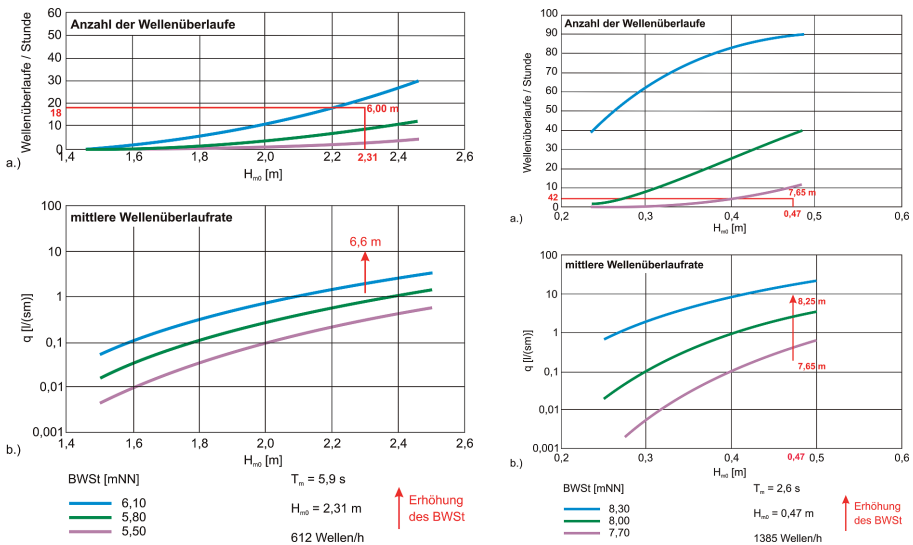 Anzahl der Wellenüberlaufe
Wellenüberlaufe / Stunde
60
50
40
30
20
18
10
0
6,00 m
1,4
1,6
1,8
2,0
2,2
2,31
2,4
2,6
a.)
Hm0 [m]
mittlere Wellenüberlaufrate
q [l/(sm)]
100
10
1
0,1
0,01
0,001
6,6 m
1,4
1,6
1,8
2,0
2,2
2,4
2,6
b.)
Hm0 [m]
BWSt [mNN]
6,10
5,80
5,50
Tm = 5,9 s
Hm0 = 2,31 m
612 Wellen/h
Erhöhung
des BWSt
Anzahl der Wellenüberlaufe
Wellenüberlaufe / Stunde
100
90
80
70
60
50
40
30
20
10
42
0
7,65 m
0,2
0,3
0,4
0,47
0,5
0,6
a.)
Hm0 [m]
mittlere Wellenüberlaufrate
q [l/(sm)]
100
10
1
0,1
0,01
0,001
8,25 m
7,65 m
0,2
0,3
0,4
0,47
0,5
0,6
b.)
Hm0 [m]
BWSt [mNN]
8,30
8,00
7,70
Tm = 2,6 s
Hm0 = 0,47 m
1385 Wellen/h
Erhöhung
des BWSt